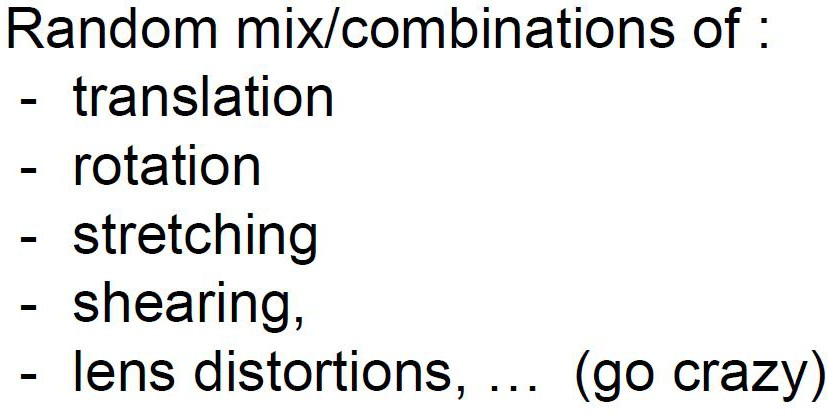 Random mix/combinations of :
- translation
- rotation
- stretching
- shearing,
- lens distortions, … (go crazy)